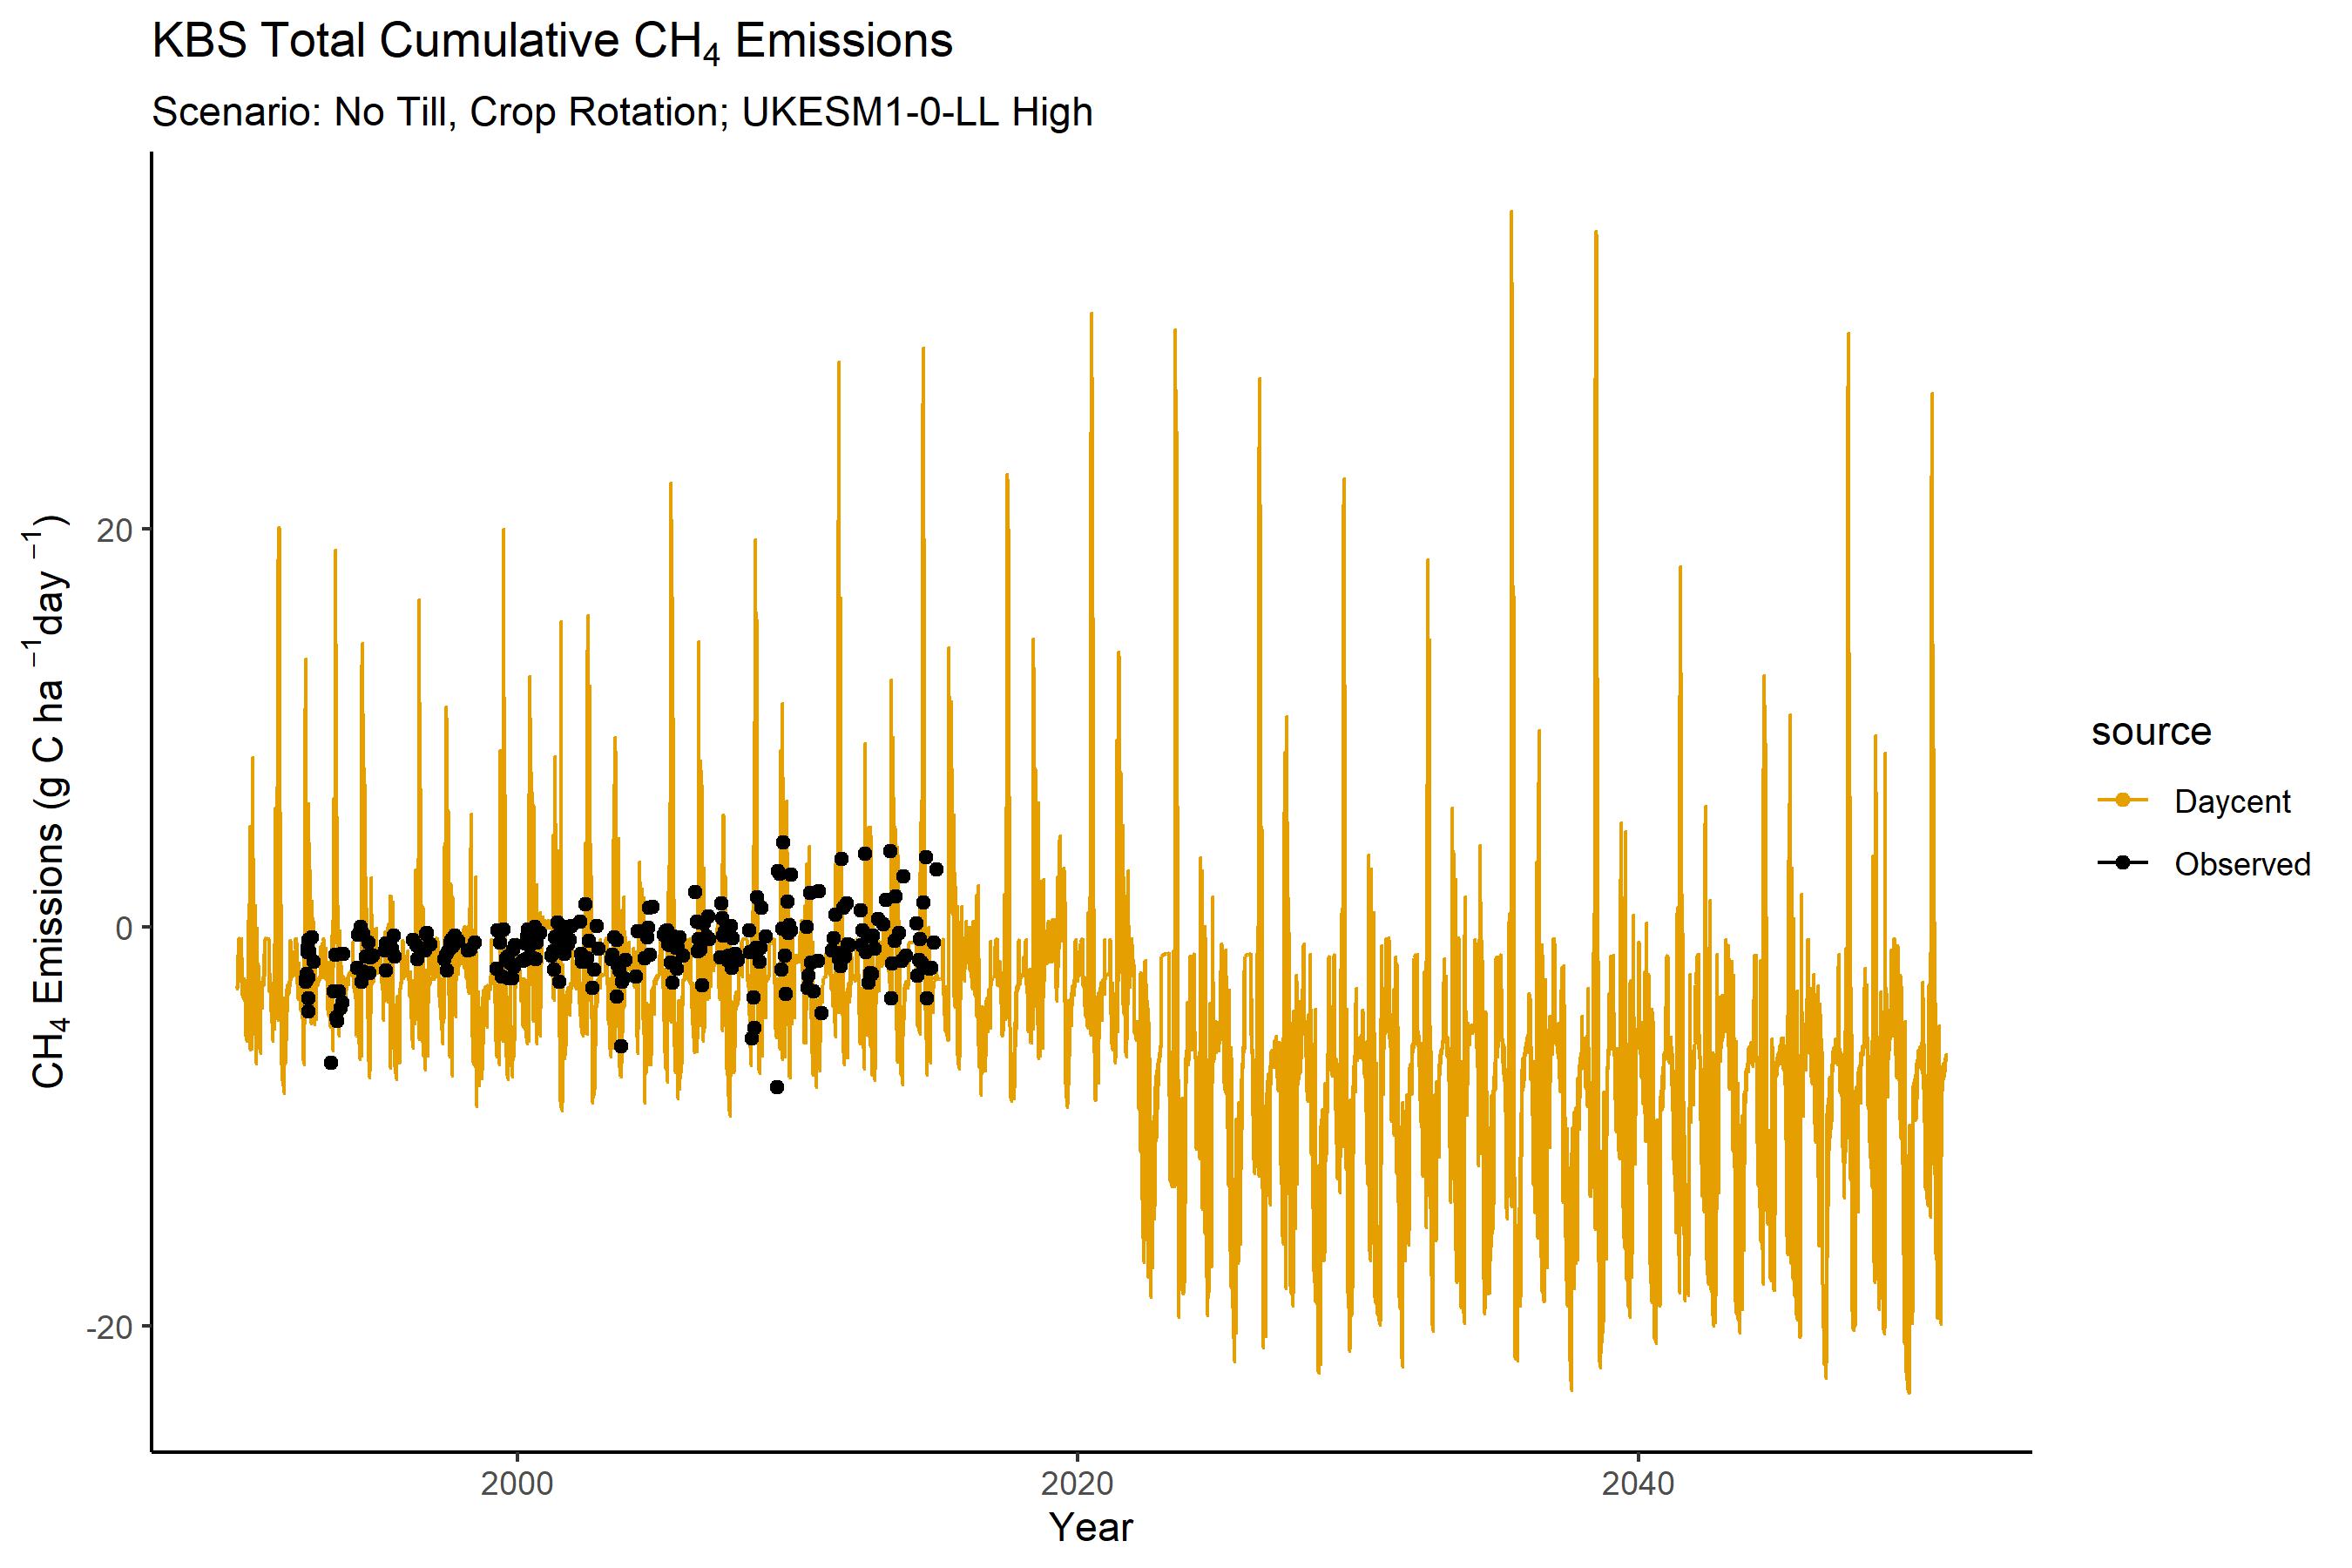 KBS Total Cumulative CH₄ Emissions
Scenario: No Till, Crop Rotation; UKESM1-0-LL High
CH₄ Emissions (g C ha ⁻¹day ⁻¹)
20
0
-20
2000
2020
2040
Year
source
Daycent
Observed